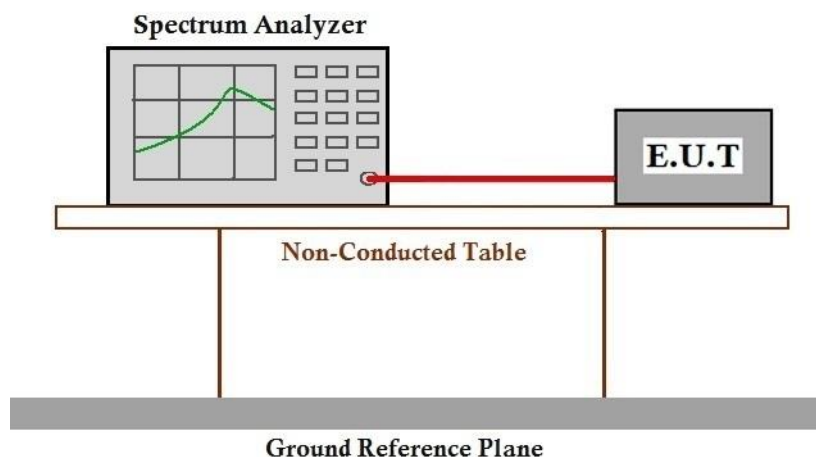 Spectrum Analyzer
E.U.T
Non-Conducted Table
Ground Reference Plane